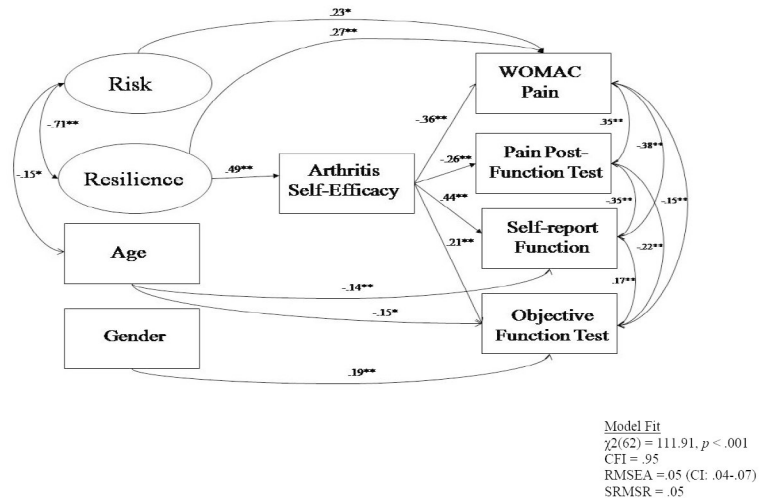 .23*
.27**
Risk
WOMAC
Pain
-.71**
.35**
-.36**
-.38**
-.15*
Resilience
.49**
Arthritis
Self-Efficacy
-.26**
Pain Post-
Function Test
-.35**
-.15**
.44**
Age
Self-report
Function
.21**
-.22**
-.14**
.17**
-.15*
Gender
Objective
Function Test
.19**
Model Fit
χ2(62) = 111.91, p < .001
CFI = .95
RMSEA =.05 (CI: .04-.07)
SRMSR = .05